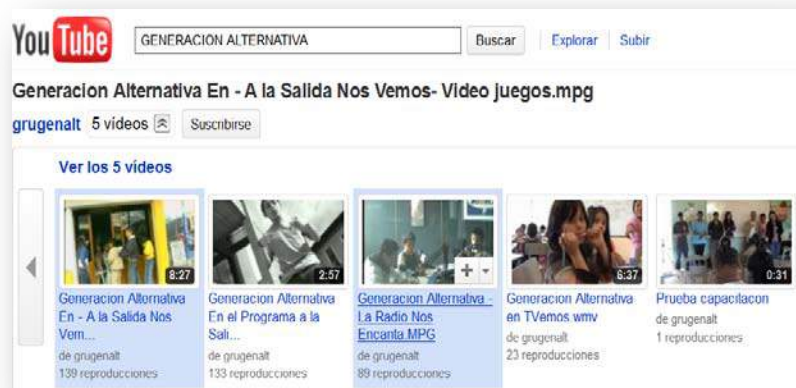 You Tube
GENERACION ALTERNATIVA
Buscar
Explorar
Subir
Generacion Alternativa En - A la Salida Nos Vemos- Video juegos.mpg
grugenalt 5 vídeos Suscribirse
Ver los 5 vídeos
8:27
Generacion Alternativa
En - A la Salida Nos
Vem...
de grugenalt
139 reproducciones
2:57
Generacion Alternativa
En el Programa a la
Sali...
de grugenalt
133 reproducciones
Generacion Alternativa -
La Radio Nos
Encanta.MPG
de grugenalt
89 reproducciones
6:37
Generacion Alternativa
en TVemos wmv
de grugenalt
23 reproducciones
0:31
Prueba capacitacon
de grugenalt
1 reproducciones